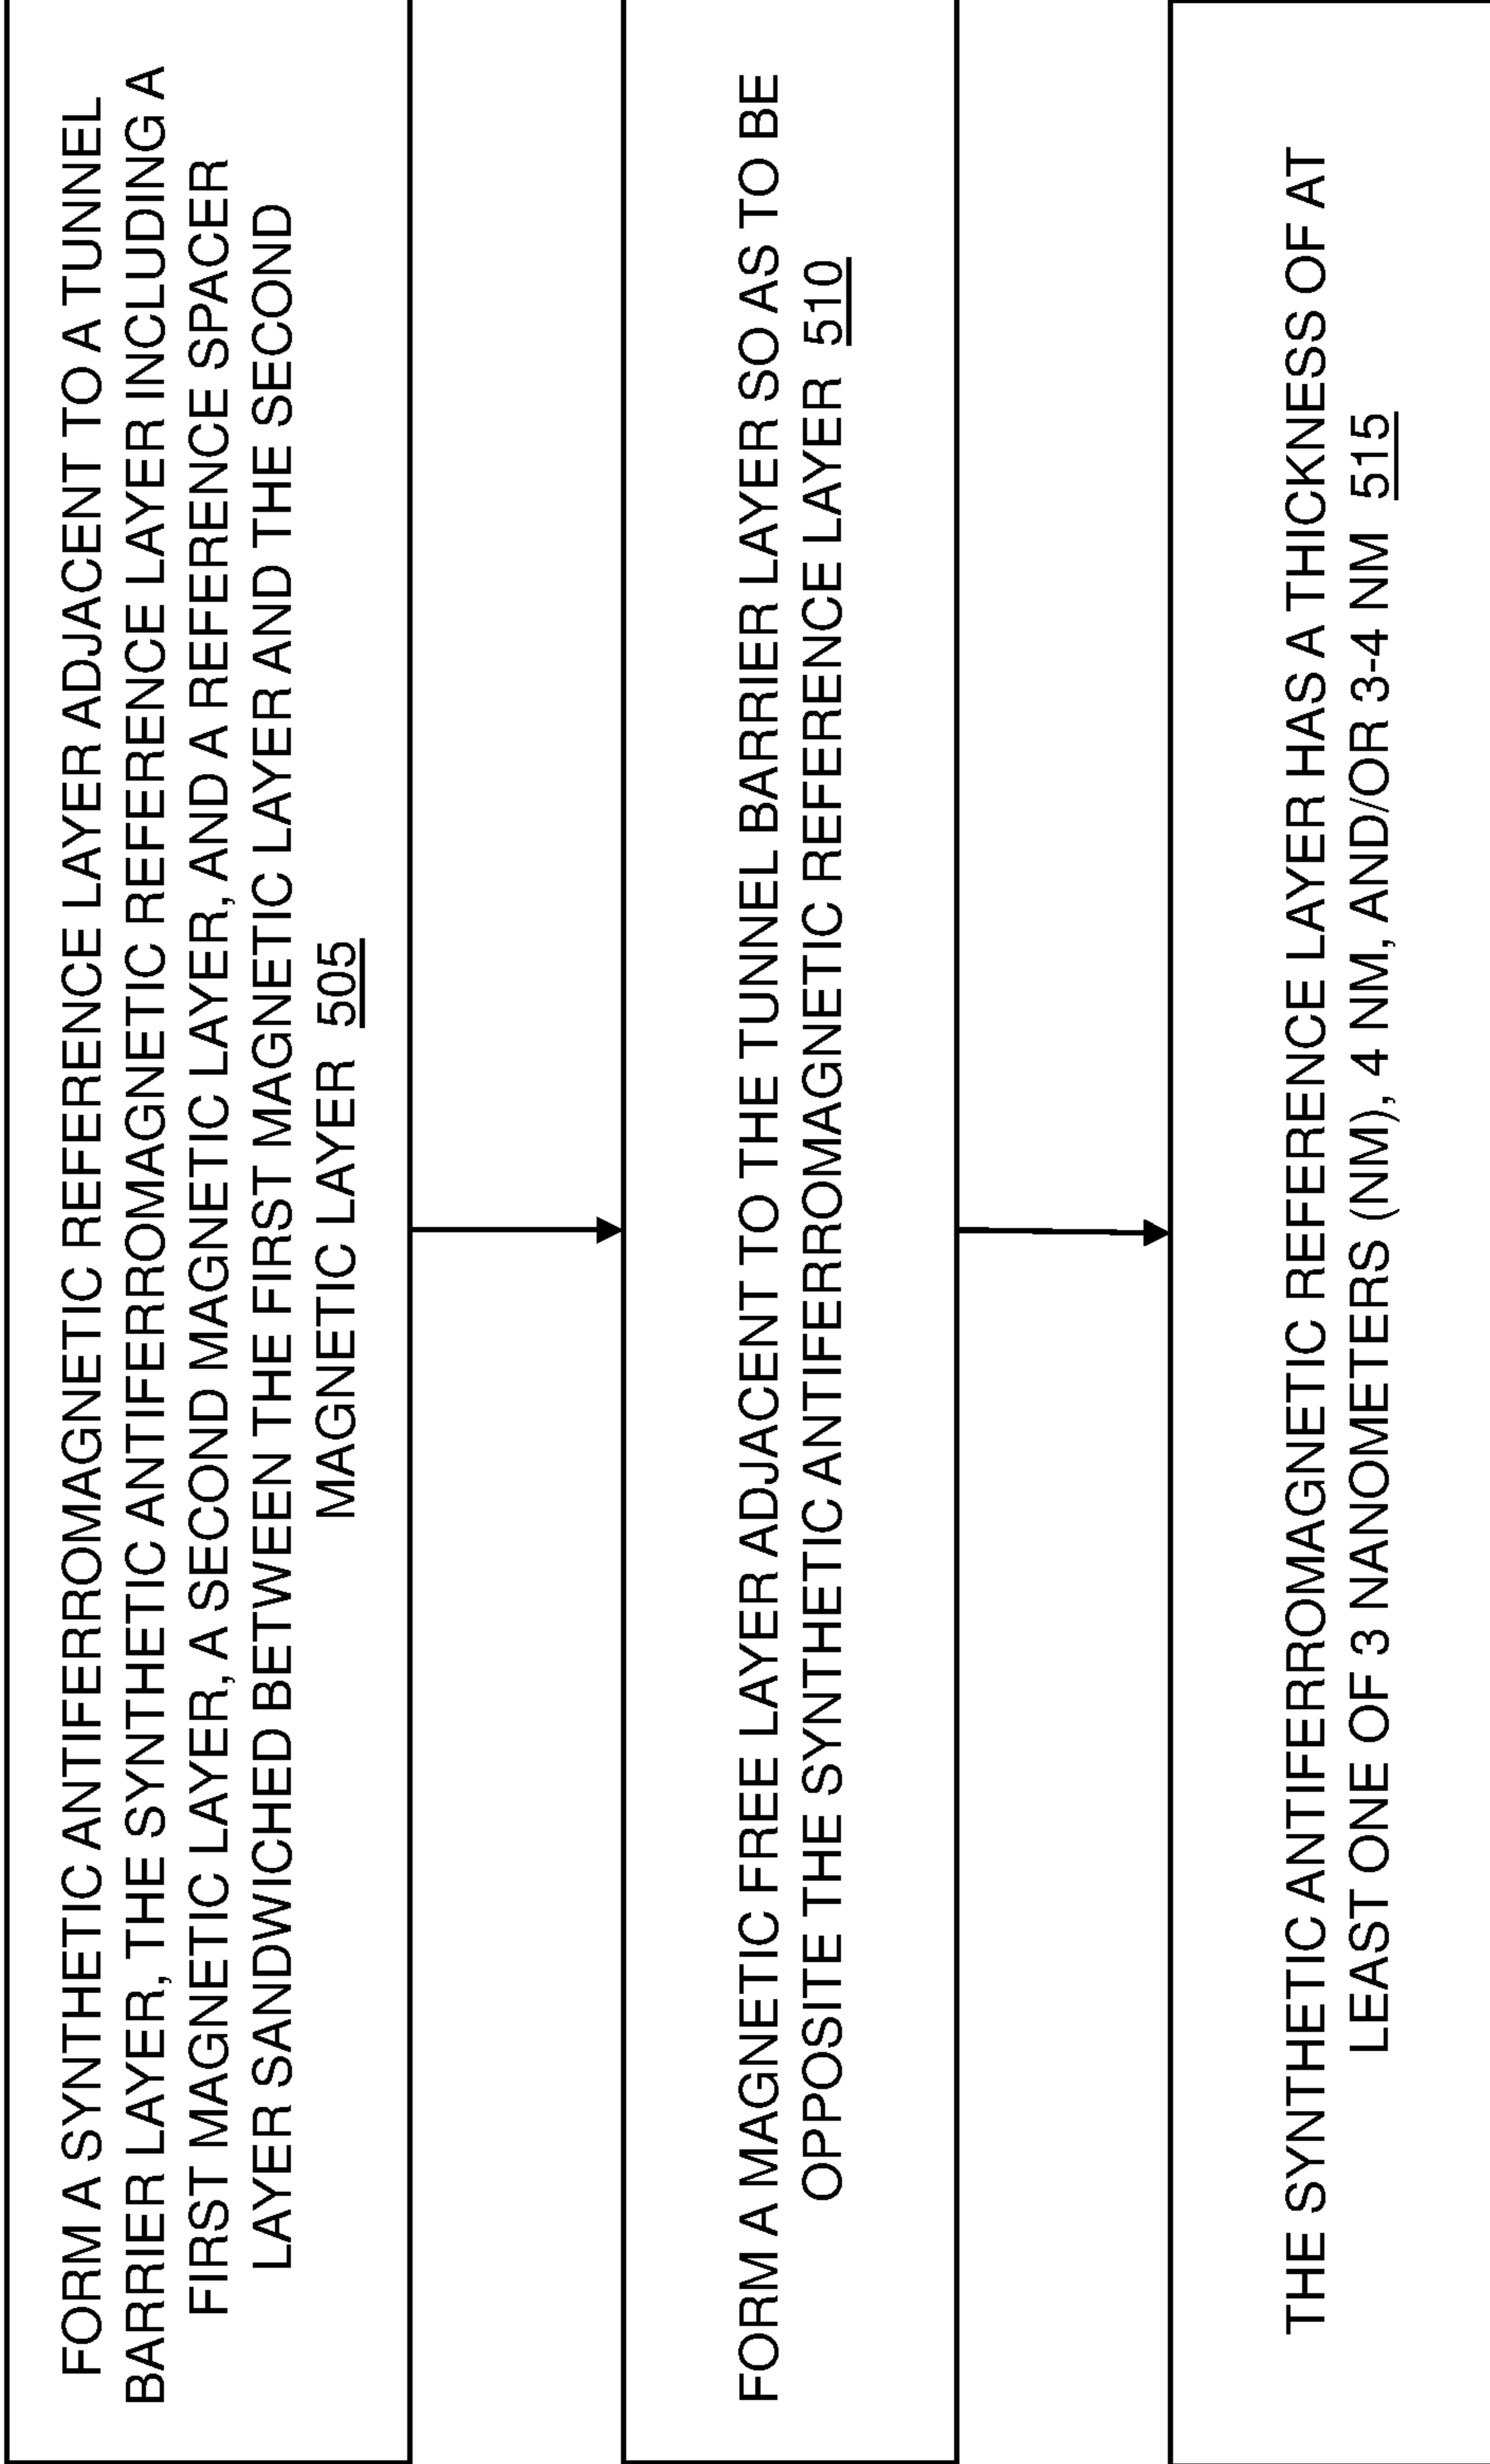 FORM A SYNTHETIC ANTIFERROMAGNETIC REFERENCE LAYER ADJACENT TO A TUNNEL
BARRIER LAYER, THE SYNTHETIC ANTIFERROMAGNETIC REFERENCE LAYER INCLUDING A
FIRST MAGNETIC LAYER, A SECOND MAGNETIC LAYER, AND A REFERENCE SPACER
LAYER SANDWICHED BETWEEN THE FIRST MAGNETIC LAYER AND THE SECOND
MAGNETIC LAYER 505
FORM A MAGNETIC FREE LAYER ADJACENT TO THE TUNNEL BARRIER LAYER SO AS TO BE
OPPOSITE THE SYNTHETIC ANTIFERROMAGNETIC REFERENCE LAYER 510
THE SYNTHETIC ANTIFERROMAGNETIC REFERENCE LAYER HAS A THICKNESS OF AT
LEAST ONE OF 3 NANOMETERS (NM), 4 NM, AND/OR 3-4 NM 515